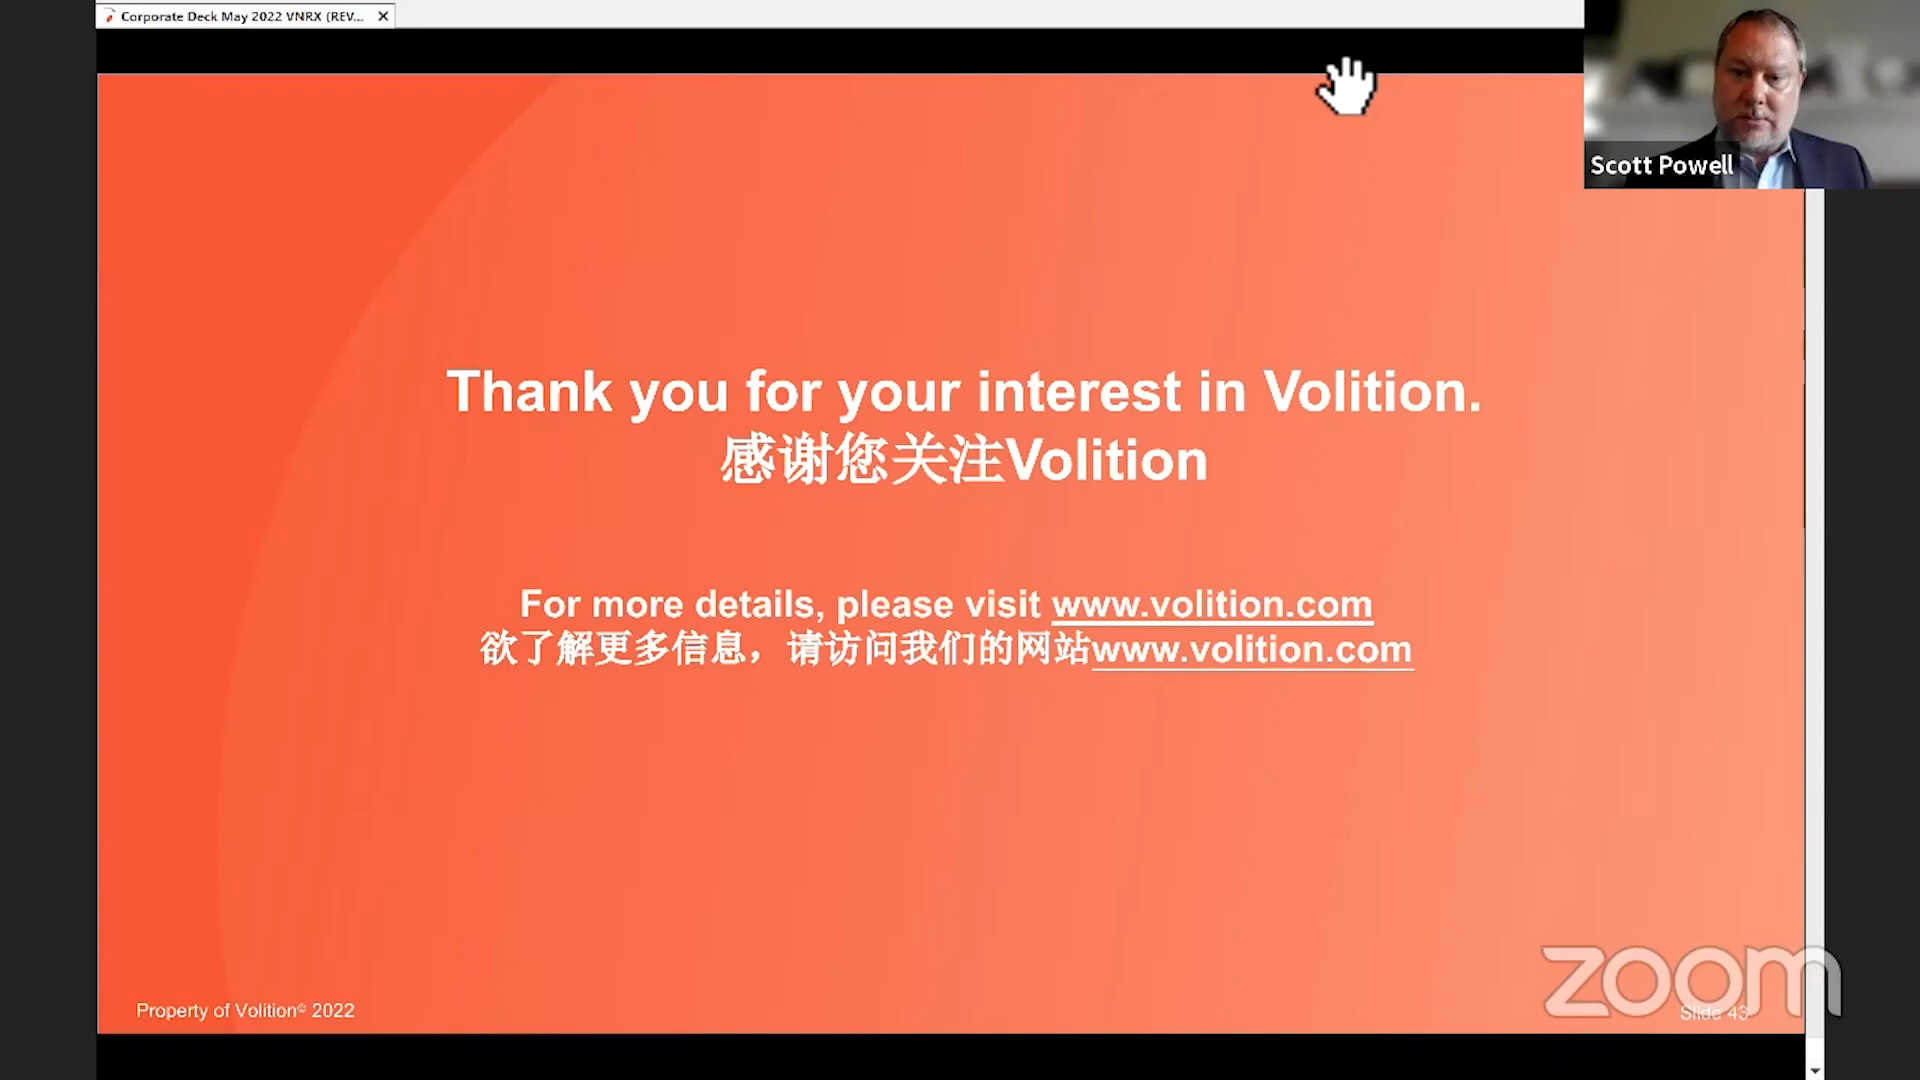 Corporate Deck May 2022 VNRX (REV...
Scott Powell
Thank you for your interest in Volition.
感谢您关注Volition
For more details, please visit www.volition.com
欲了解更多信息，请访问我们的网站www.volition.com
Property of Volition© 2022
zoom
Slide 43